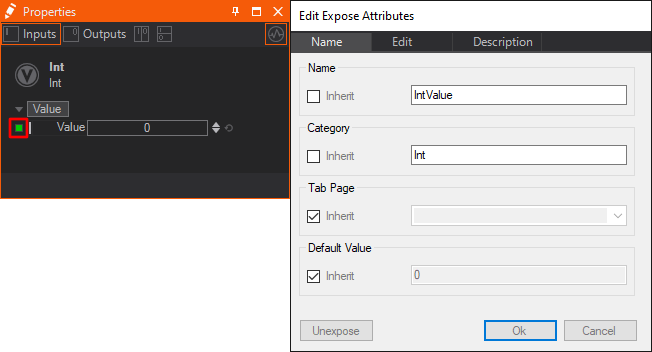 Properties
Inputs
Outputs
Int
Int
Value
Value 0
Edit Expose Attributes
Name Edit Description
Name
Inherit IntValue
Category
Inherit Int
Tab Page
Inherit
Default Value
Inherit 0
Unexpose Ok Cancel